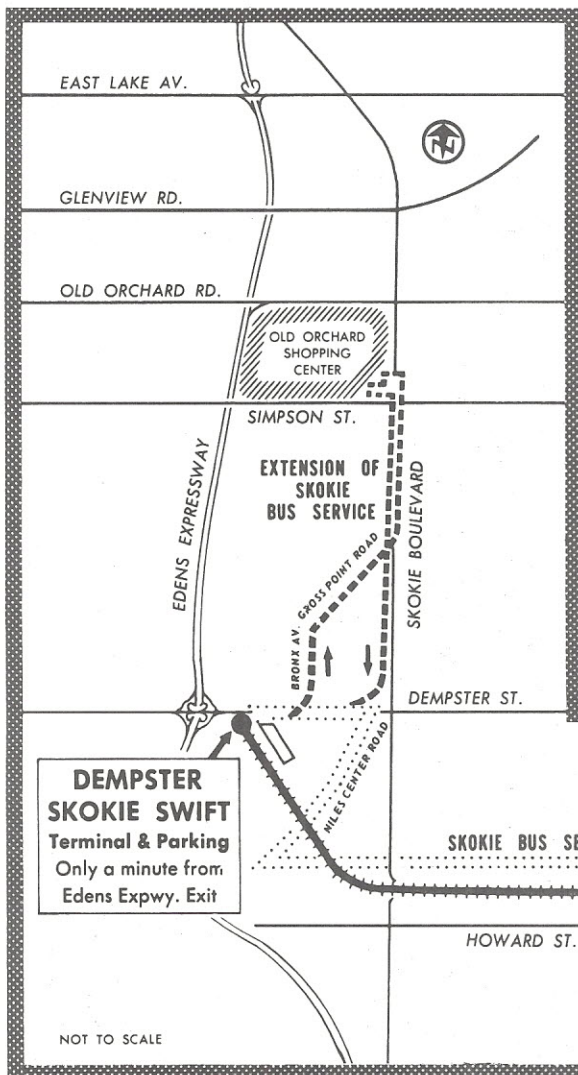 EAST LAKE AV.
N
GLENVIEW RD.
OLD ORCHARD RD.
OLD ORCHARD
SHOPPING
CENTER
SIMPSON ST.
EXTENSION OF
SKOKIE
BUS SERVICE
EDENS EXPRESSWAY
SKOKIE BOULEVARD
GROSS POINT ROAD
BRONX AV.
DEMPSTER ST.
NILES CENTER ROAD
DEMPSTER
SKOKIE SWIFT
Terminal & Parking
Only a minute from
Edens Expwy. Exit
SKOKIE BUS SE
HOWARD ST.
NOT TO SCALE